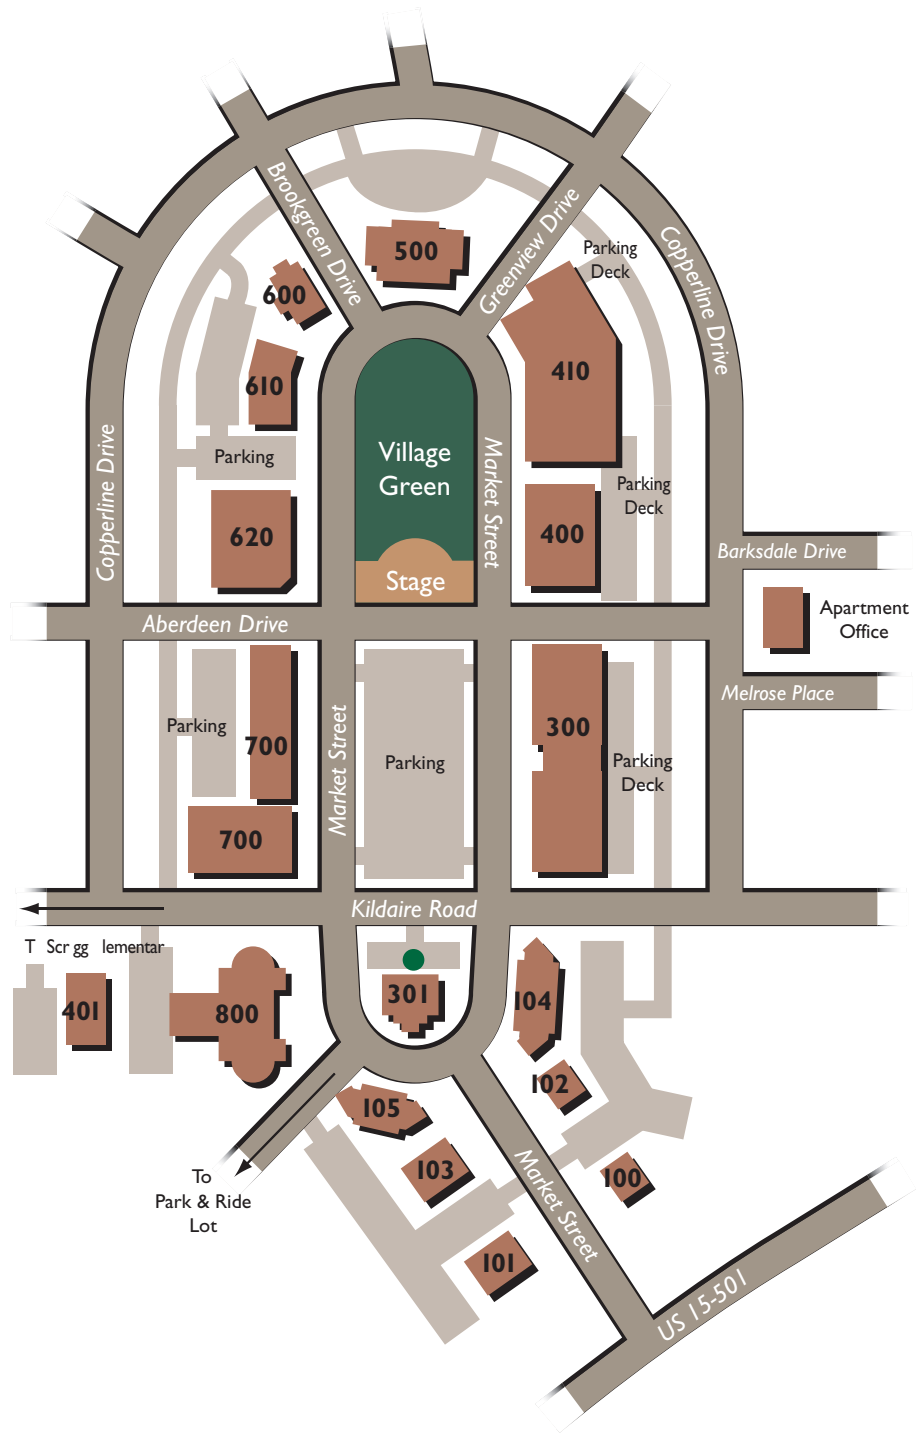 Brookgreen Drive
500
Greenview Drive
Parking
Deck
Copperline Drive
600
410
610
Village
Green
Market Street
Parking
Copperline Drive
Parking
Deck
620
400
Barksdale Drive
Stage
Apartment
Office
Aberdeen Drive
Melrose Place
Parking
700
Market Street
Parking
300
Parking
Deck
700
Kildaire Road
T Scr gg lementar
401
800
301
104
102
105
103
100
To
Park & Ride
Lot
Market Street
101
US 15-501